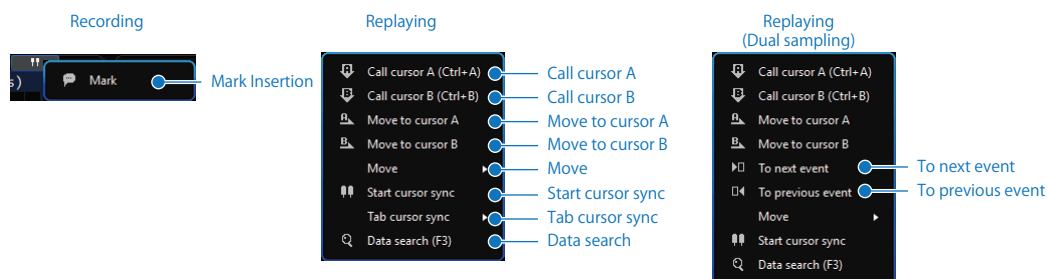 Recording
s)
Mark
Mark Insertion
Replaying
Call cursor A (Ctrl+A)
Call cursor A
Call cursor B (Ctrl+B)
Call cursor B
Move to cursor A
Move to cursor A
Move to cursor B
Move to cursor B
Move
Move
Start cursor sync
Start cursor sync
Tab cursor sync
Tab cursor sync
Data search (F3)
Data search
Replaying
(Dual sampling)
Call cursor A (Ctrl+A)
Call cursor B (Ctrl+B)
Move to cursor A
Move to cursor B
To next event
To next event
To previous event
To previous event
Move
Start cursor sync
Data search (F3)